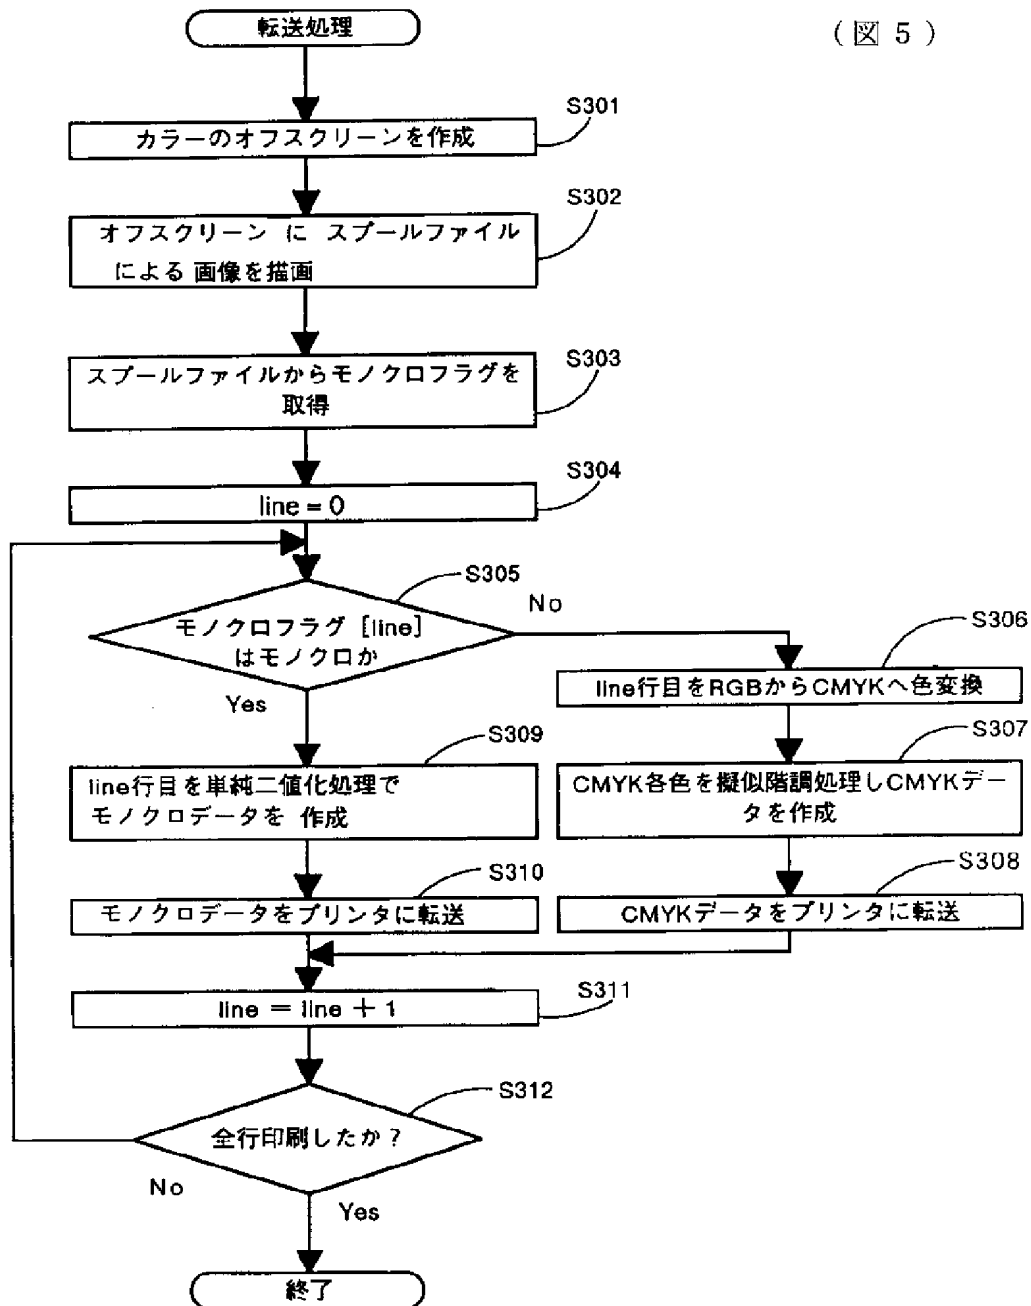 転送処理
(図 5)
S301
カラーのオフスクリーンを作成
S302
オフスクリーン に スプールファイル
による 画像を描画
S303
スプールファイルからモノクロフラグを
取得
S304
line = 0
S305
モノクロフラグ [line]
はモノクロか
No
Yes
S306
line行目をRGBからCMYKへ色変換
S307
CMYK各色を擬似階調処理しCMYKデー
タを作成
S308
CMYKデータをプリンタに転送
S309
line行目を単純二値化処理で
モノクロデータを 作成
S310
モノクロデータをプリンタに転送
S311
line = line + 1
S312
全行印刷したか?
No
Yes
終了